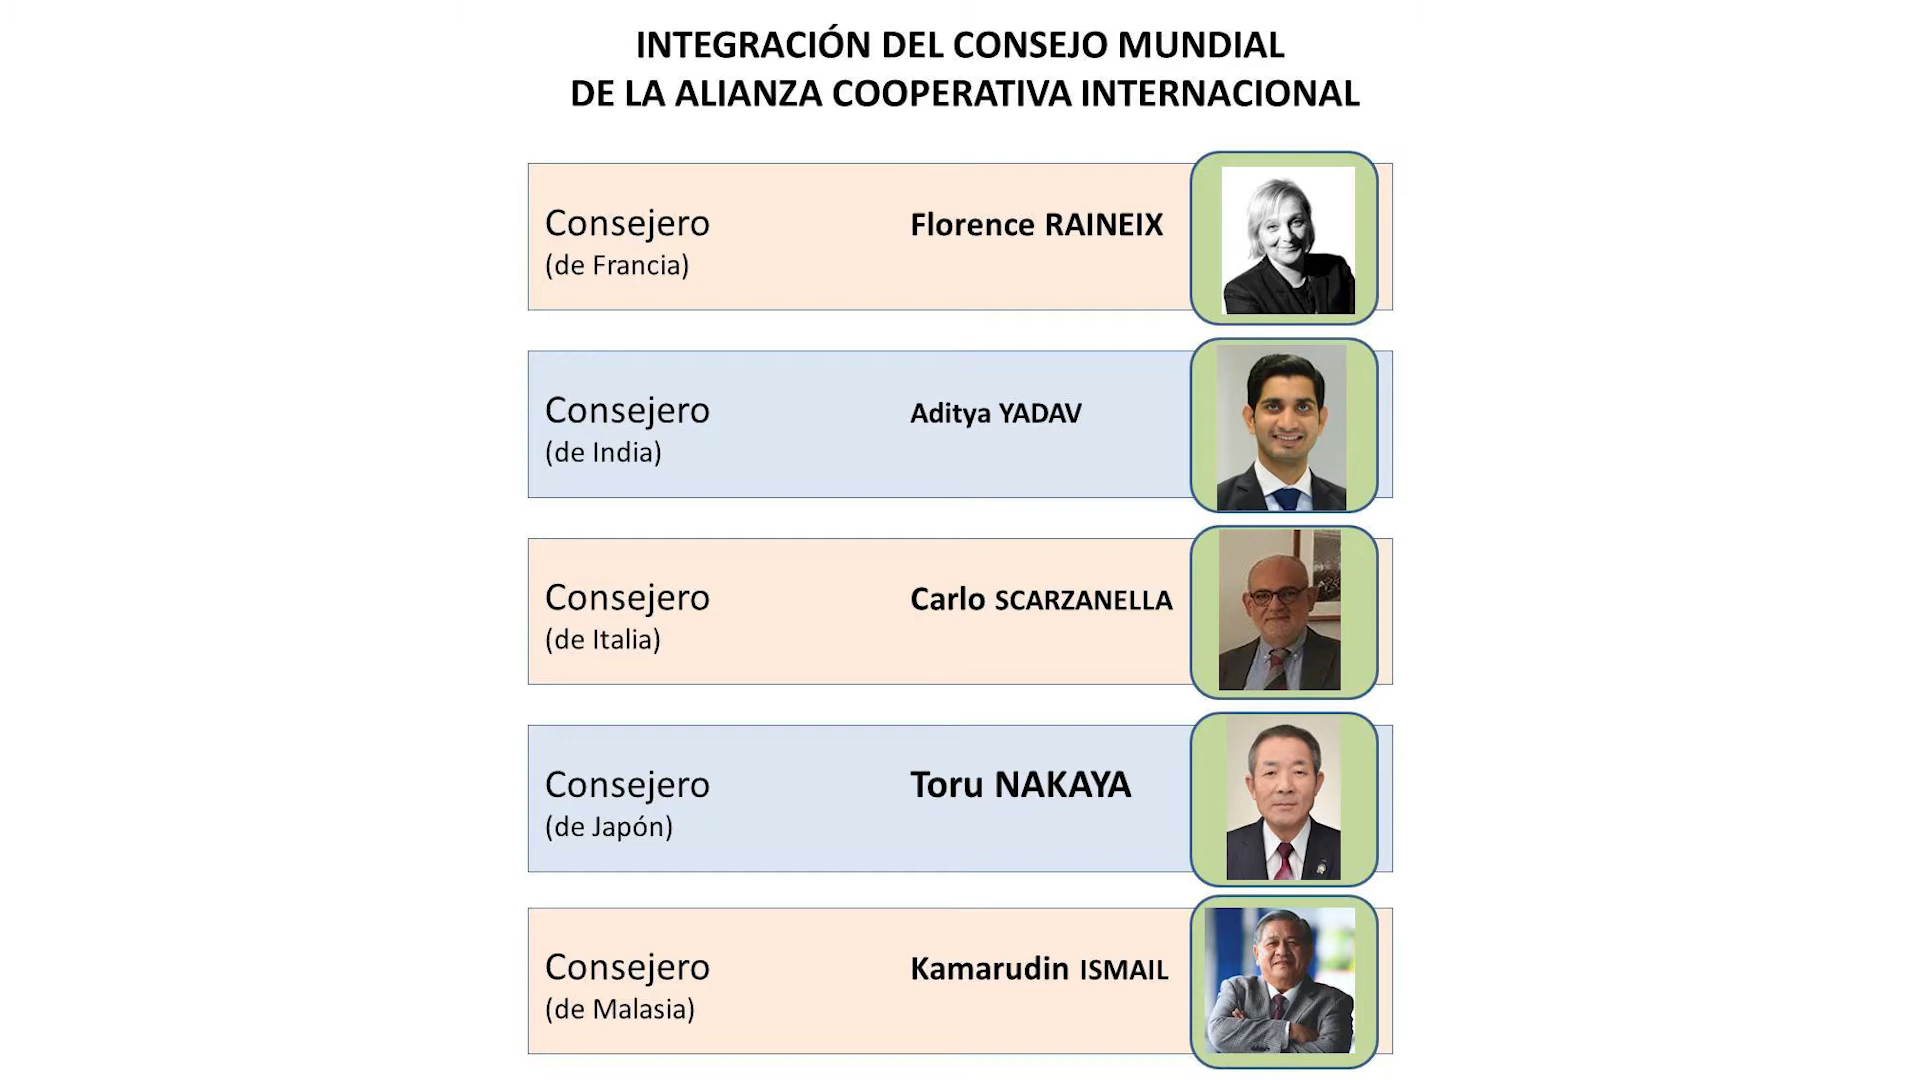 INTEGRACIÓN DEL CONSEJO MUNDIAL
DE LA ALIANZA COOPERATIVA INTERNACIONAL
Consejero Florence RAINEIX
(de Francia)
Consejero Aditya YADAV
(de India)
Consejero Carlo SCARZANELLA
(de Italia)
Consejero Toru NAKAYA
(de Japón)
Consejero Kamarudin ISMAIL
(de Malasia)